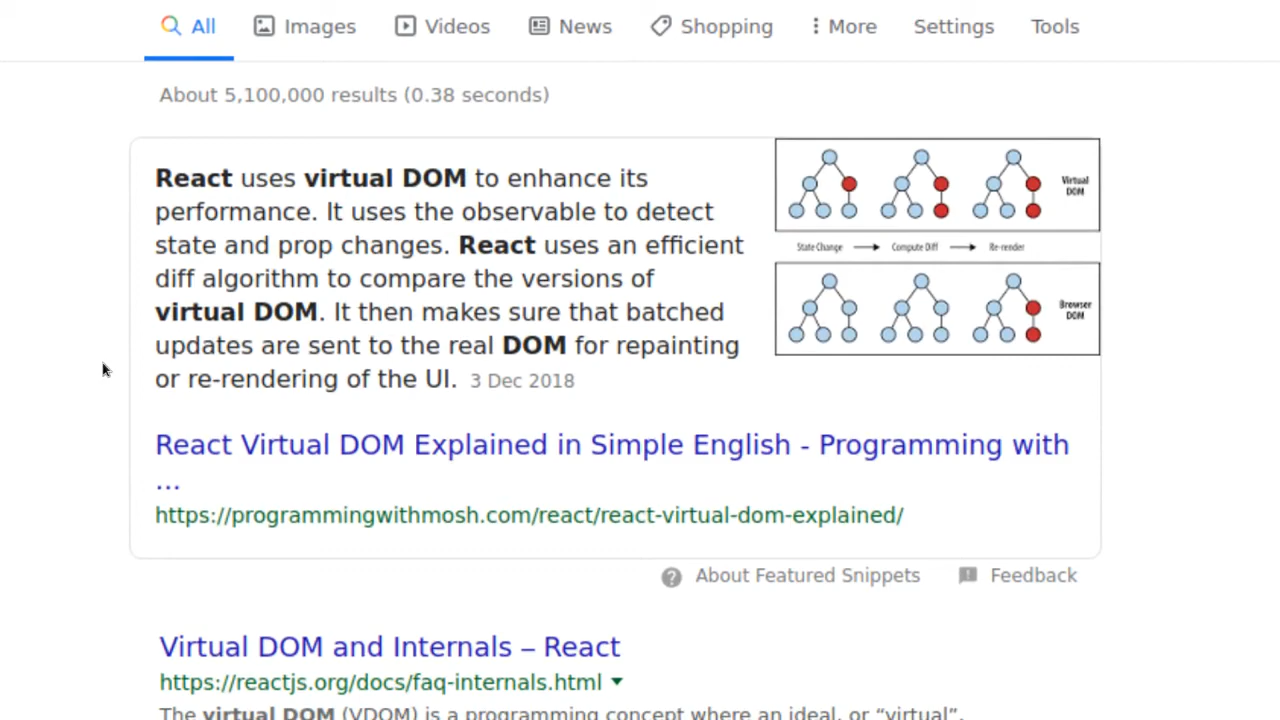 All Images Videos News Shopping More Settings Tools
About 5,100,000 results (0.38 seconds)
React uses virtual DOM to enhance its
performance. It uses the observable to detect
state and prop changes. React uses an efficient
diff algorithm to compare the versions of
virtual DOM. It then makes sure that batched
updates are sent to the real DOM for repainting
or re-rendering of the UI. 3 Dec 2018
Virtual
DOM
State Change Compute Diff Re-render
Browser
DOM
React Virtual DOM Explained in Simple English - Programming with
...
https://programmingwithmosh.com/react/react-virtual-dom-explained/
About Featured Snippets Feedback
Virtual DOM and Internals – React
https://reactjs.org/docs/faq-internals.html
The virtual DOM (VDOM) is a programming concept where an ideal, or “virtual”,